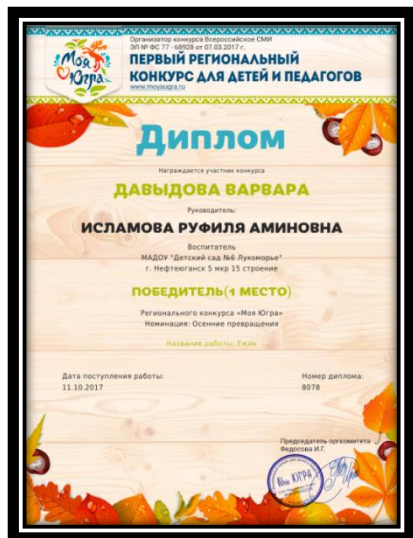 Моя Югра
Организатор конкурса Всероссийское СМИ
ЭЛ № ФС 77 - 68928 от 07.03.2017 г.
ПЕРВЫЙ РЕГИОНАЛЬНЫЙ
КОНКУРС ДЛЯ ДЕТЕЙ И ПЕДАГОГОВ
www.moyaugra.ru
Диплом
Награждается участник конкурса
ДАВЫДОВА ВАРВАРА
Руководитель:
ИСЛАМОВА РУФИЛЯ АМИНОВНА
Воспитатель
МАДОУ "Детский сад №6 Лукоморье"
г. Нефтеюганск 5 мкр 15 строение
ПОБЕДИТЕЛЬ(1 МЕСТО)
Регионального конкурса «Моя Югра»
Номинация: Осенние превращения
Название работы: Ежик
Дата поступления работы:
11.10.2017
Номер диплома:
8078
Председатель оргкомитета
Федосова И.Г.
Моя ЮГРА